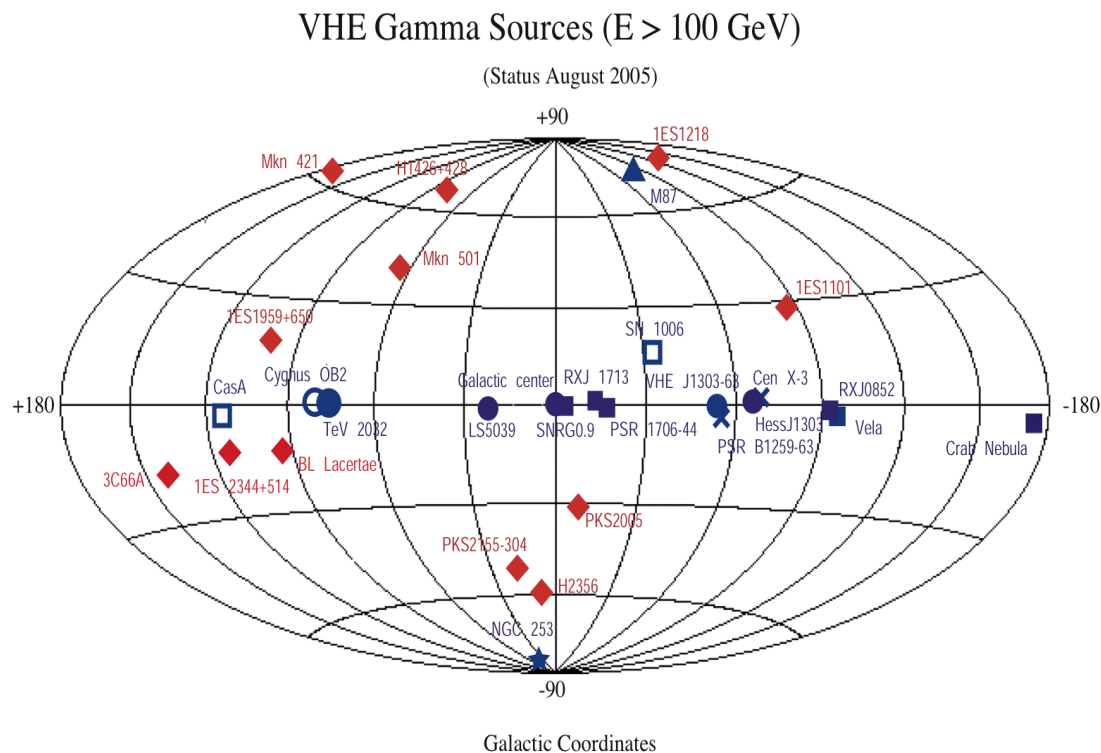 VHE Gamma Sources (E > 100 GeV)
(Status August 2005)
+90
1ES1218
Mkn 421
H1426+428
M87
Mkn 501
1ES1101
1ES1959+650
SN 1006
Cygnus OB2
CasA
Galactic center
RXJ 1713
VHE J1303-63
Cen X-3
RXJ0852
+180
-180
TeV 2032
LS5039
SNRG0.9
PSR 1706-44
HessJ1303
Vela
PSR B1259-63
Crab Nebula
BL Lacertae
3C66A
1ES 2344+514
PKS2005
PKS2155-304
H2356
NGC 253
-90
Galactic Coordinates